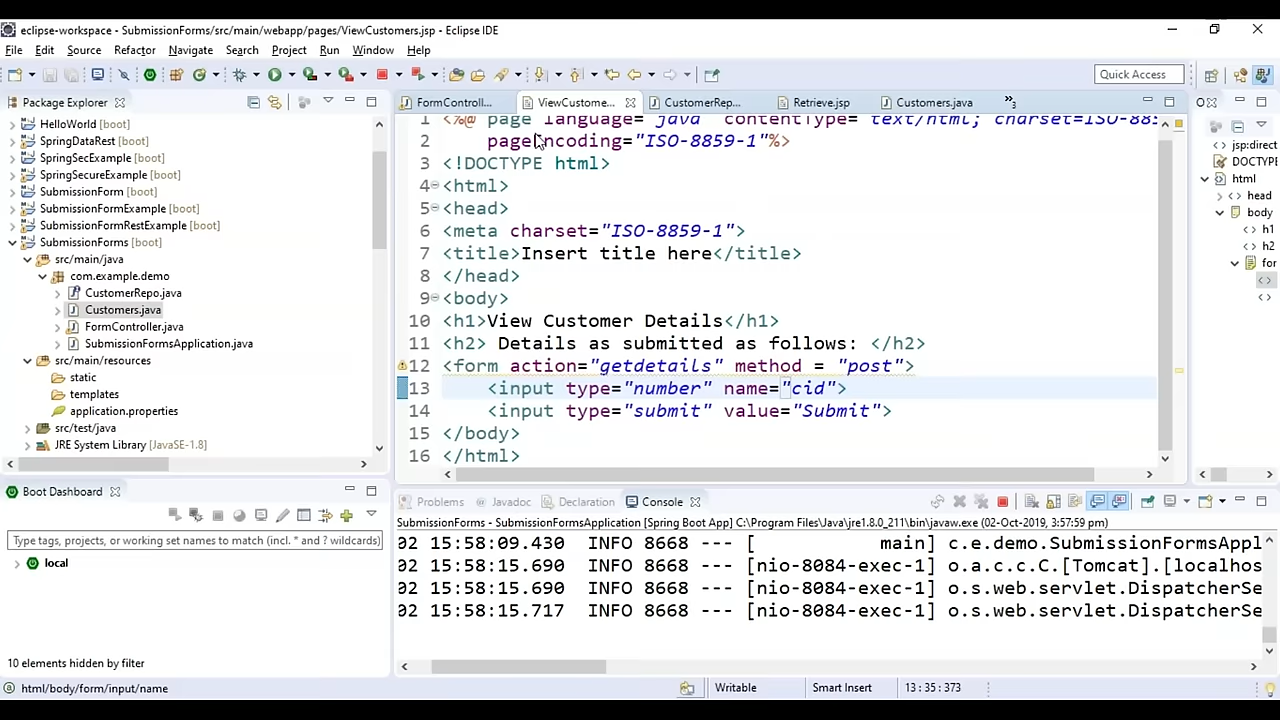 eclipse-workspace - SubmissionForms/src/main/webapp/pages/ViewCustomers.jsp - Eclipse IDE
File Edit Source Refactor Navigate Search Project Run Window Help
Quick Access
Package Explorer
FormControll... ViewCustome... CustomerRep... Retrieve.jsp Customers.java »3
HelloWorld [boot]
SpringDataRest [boot]
SpringSecExample [boot]
SpringSecureExample [boot]
SubmissionForm [boot]
SubmissionFormExample [boot]
SubmissionFormRestExample [boot]
SubmissionForms [boot]
src/main/java
com.example.demo
CustomerRepo.java
Customers.java
FormController.java
SubmissionFormsApplication.java
src/main/resources
static
templates
application.properties
src/test/java
JRE System Library [JavaSE-1.8]
1 <%@ page language="java" contentType="text/html; charset=ISO-885
2 pageEncoding="ISO-8859-1"%>
3 <!DOCTYPE html>
4 <html>
5 <head>
6 <meta charset="ISO-8859-1">
7 <title>Insert title here</title>
8 </head>
9 <body>
10 <h1>View Customer Details</h1>
11 <h2> Details as submitted as follows: </h2>
12 <form action="getdetails" method = "post">
13 <input type="number" name="cid">
14 <input type="submit" value="Submit">
15 </body>
16 </html>
jsp:direct
DOCTYPE
html
head
body
h1
h2
for
Boot Dashboard
Type tags, projects, or working set names to match (incl. * and ? wildcards)
local
10 elements hidden by filter
Problems Javadoc Declaration Console
SubmissionForms - SubmissionFormsApplication [Spring Boot App] C:\Program Files\Java\jre1.8.0_211\bin\javaw.exe (02-Oct-2019, 3:57:59 pm)
02 15:58:09.430 INFO 8668 --- [ main] c.e.demo.SubmissionFormsAppl
02 15:58:15.690 INFO 8668 --- [nio-8084-exec-1] o.a.c.c.C.[Tomcat].[localhos
02 15:58:15.690 INFO 8668 --- [nio-8084-exec-1] o.s.web.servlet.DispatcherSe
02 15:58:15.717 INFO 8668 --- [nio-8084-exec-1] o.s.web.servlet.DispatcherSe
html/body/form/input/name Writable Smart Insert 13 : 35 : 373